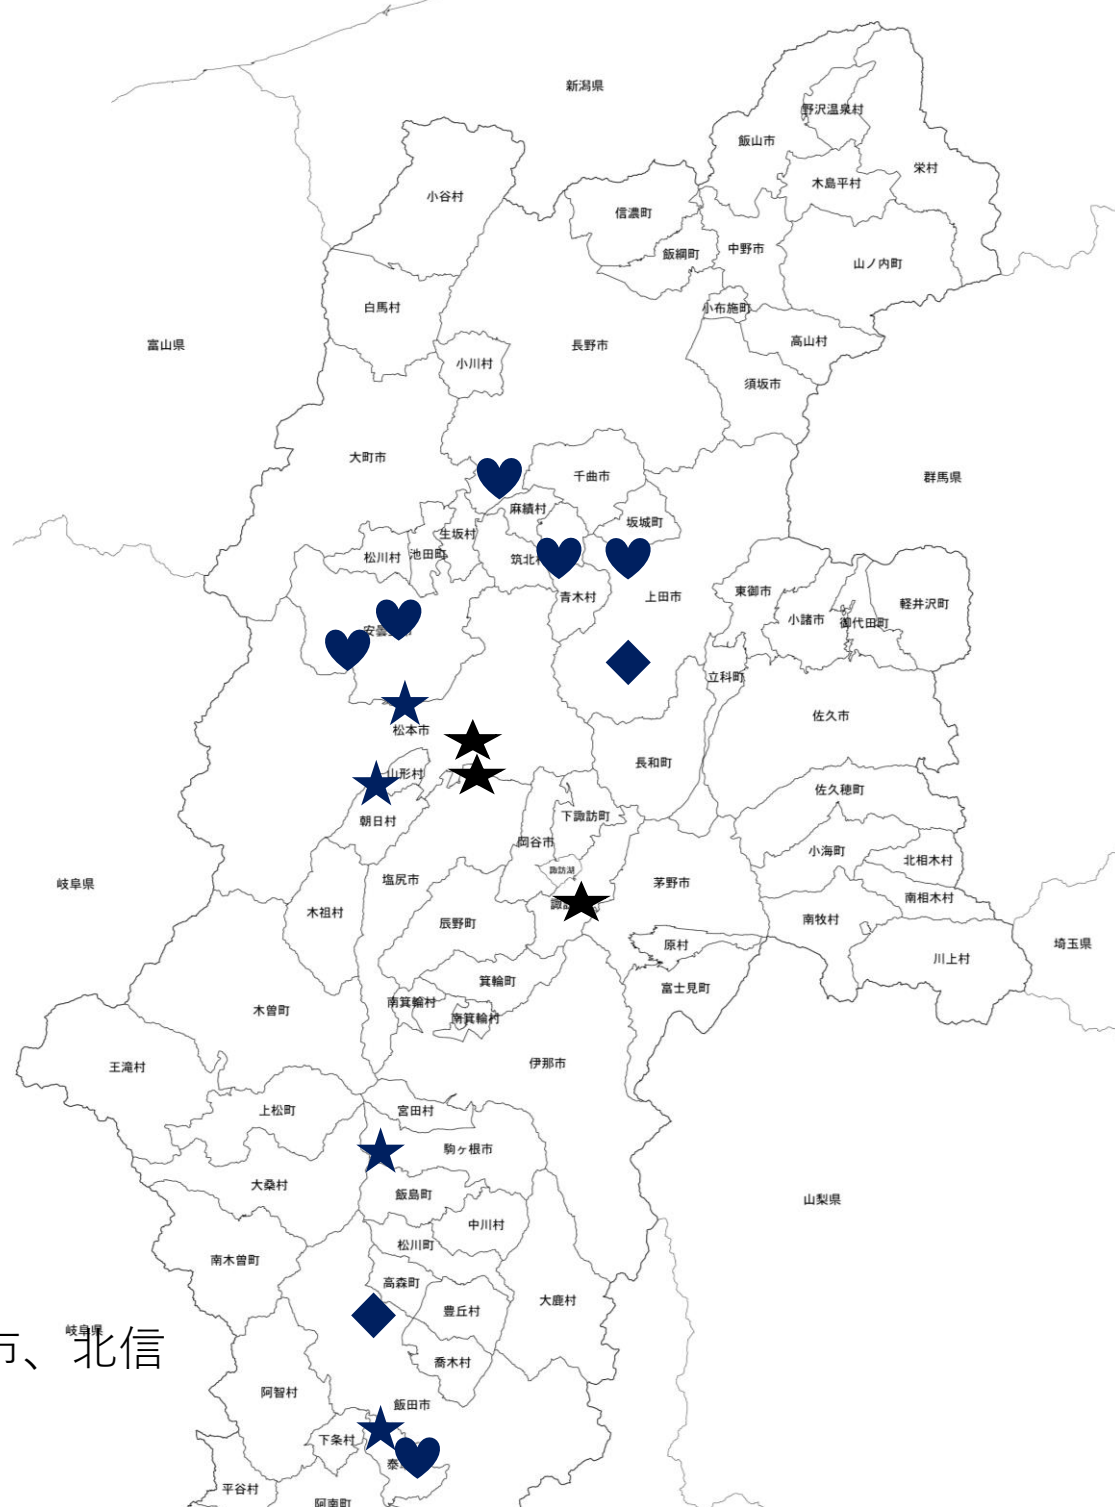 新潟県
野沢温泉村
飯山市
栄村
木島平村
小谷村
信濃町
中野市
飯綱町
山ノ内町
白馬村
小布施町
高山村
富山県
長野市
小川村
須坂市
大町市
千曲市
群馬県
麻績村
坂城町
生坂村
池田町
松川村
筑北
青木村
上田市
東御市
軽井沢町
小諸市
御代田町
安曇
立科町
佐久市
松本市
長和町
山形村
佐久穂町
下諏訪町
朝日村
岡谷市
小海町
北相木村
諏訪湖
塩尻市
茅野市
岐阜県
南相木村
諏
木祖村
南牧村
辰野町
原村
埼玉県
川上村
箕輪町
富士見町
南箕輪村
木曽町
南箕輪村
伊那市
王滝村
上松町
宮田村
駒ヶ根市
大桑村
飯島町
山梨県
中川村
松川町
南木曽町
高森町
大鹿村
豊丘村
岐阜県
市、北信
喬木村
阿智村
飯田市
下条村
泰
平谷村
阿南町